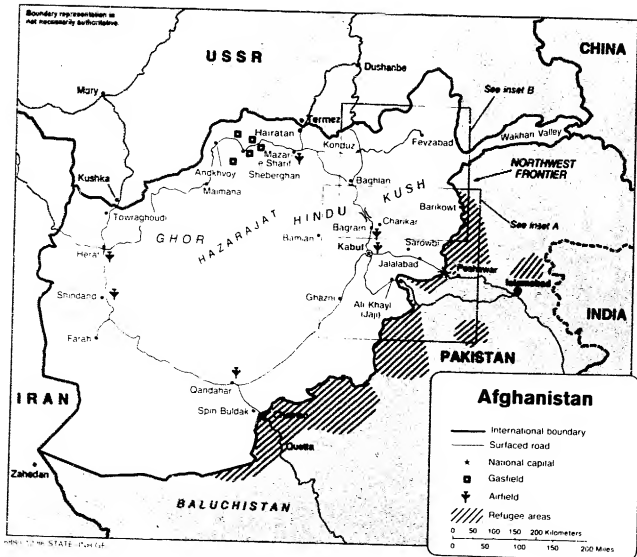 Boundary representation is
not necessarily authoritative.
USSR
CHINA
Dushanbe
See inset B
Mary
Termez
Hairatan
Konduz
Feyzabad
Wakhan Valley
Mazar-
e Sharif
Sheberghan
Andkhvoy
Maimana
Kushka
Baghlan
NORTHWEST
FRONTIER
Towraghoudi
GHOR
HAZARAJAT
HINDU
KUSH
Barikowt
See inset A
Bagram
Charikar
Bamian
Herat
Kabul
Sarowbi
Jalalabad
Peshawar
Islamabad
Shindand
Ghazni
Ali Khayl
(Jaji)
INDIA
Farah
PAKISTAN
Qandahar
IRAN
Spin Buldak
Chaman
Quetta
Zahedan
BALUCHISTAN
Afghanistan
International boundary
Surfaced road
National capital
Gasfield
Airfield
Refugee areas
0 50 100 150 200 Kilometers
0 50 100 150 200 Miles
STATE